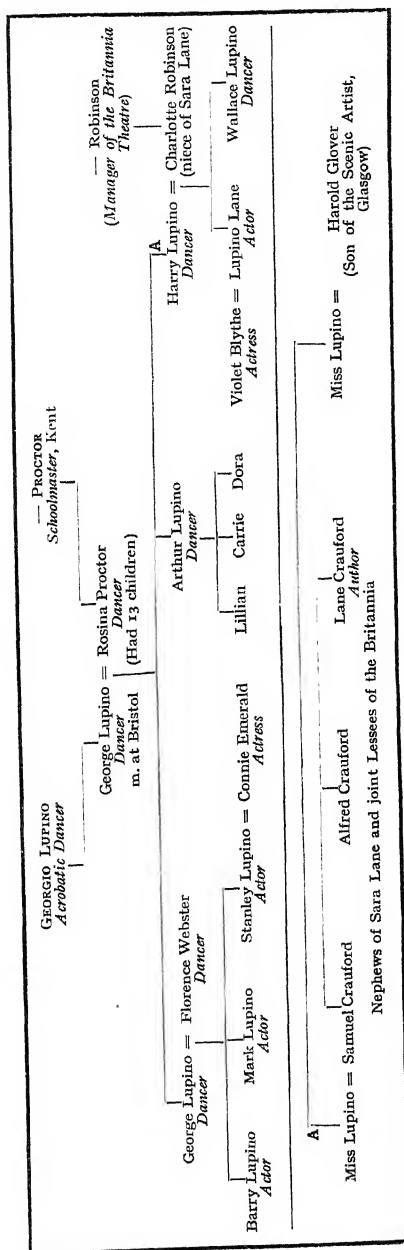 GEORGIO LUPINO
Acrobatic Dancer
— PROCTOR
Schoolmaster, Kent
George Lupino = Rosina Proctor
Dancer Dancer
m. at Bristol (Had 13 children)
— Robinson
(Manager of the Britannia
Theatre)
A
George Lupino = Florence Webster
Dancer Dancer
Arthur Lupino
Dancer
Harry Lupino = Charlotte Robinson
Dancer (niece of Sara Lane)
Barry Lupino
Actor
Mark Lupino
Actor
Stanley Lupino = Connie Emerald
Actor Actress
Lillian Carrie Dora
Violet Blythe = Lupino Lane
Actress Actor
Wallace Lupino
Dancer
A
Miss Lupino = Samuel Crauford
Alfred Crauford
Lane Crauford
Author
Nephews of Sara Lane and joint Lessees of the Britannia
Miss Lupino = Harold Glover
(Son of the Scenic Artist,
Glasgow)